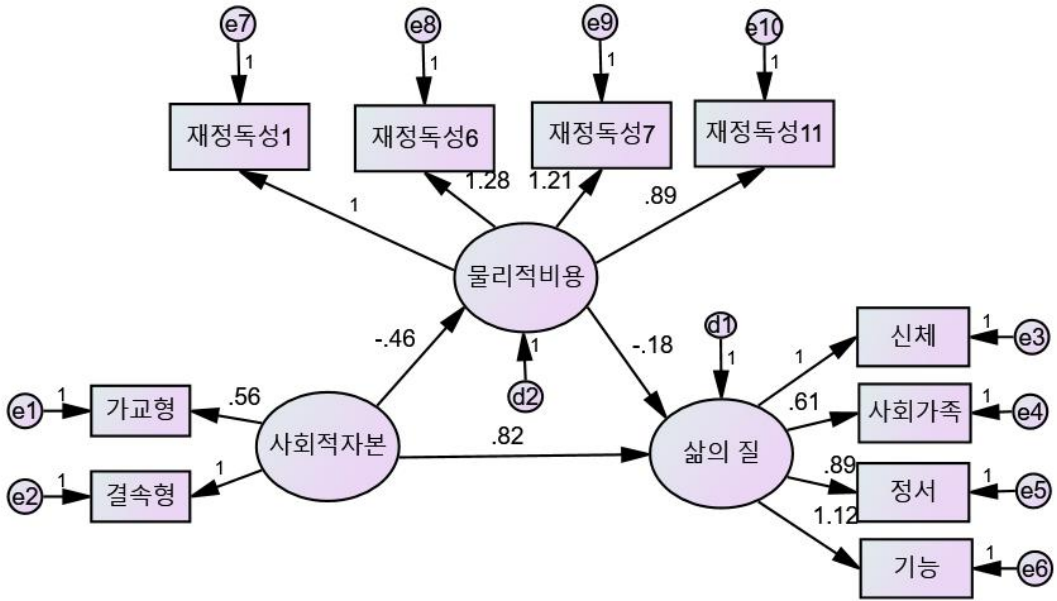 e7
e8
e9
e10
1
1
1
1
재정독성1
재정독성6
재정독성7
재정독성11
1
1.28
1.21
.89
물리적비용
-.46
-.18
1
d2
d1
1
e1
1
가교형
.56
사회적자본
.82
삶의 질
e2
1
결속형
1
1
신체
1
e3
.61
사회가족
1
e4
.89
정서
1
e5
1.12
기능
1
e6